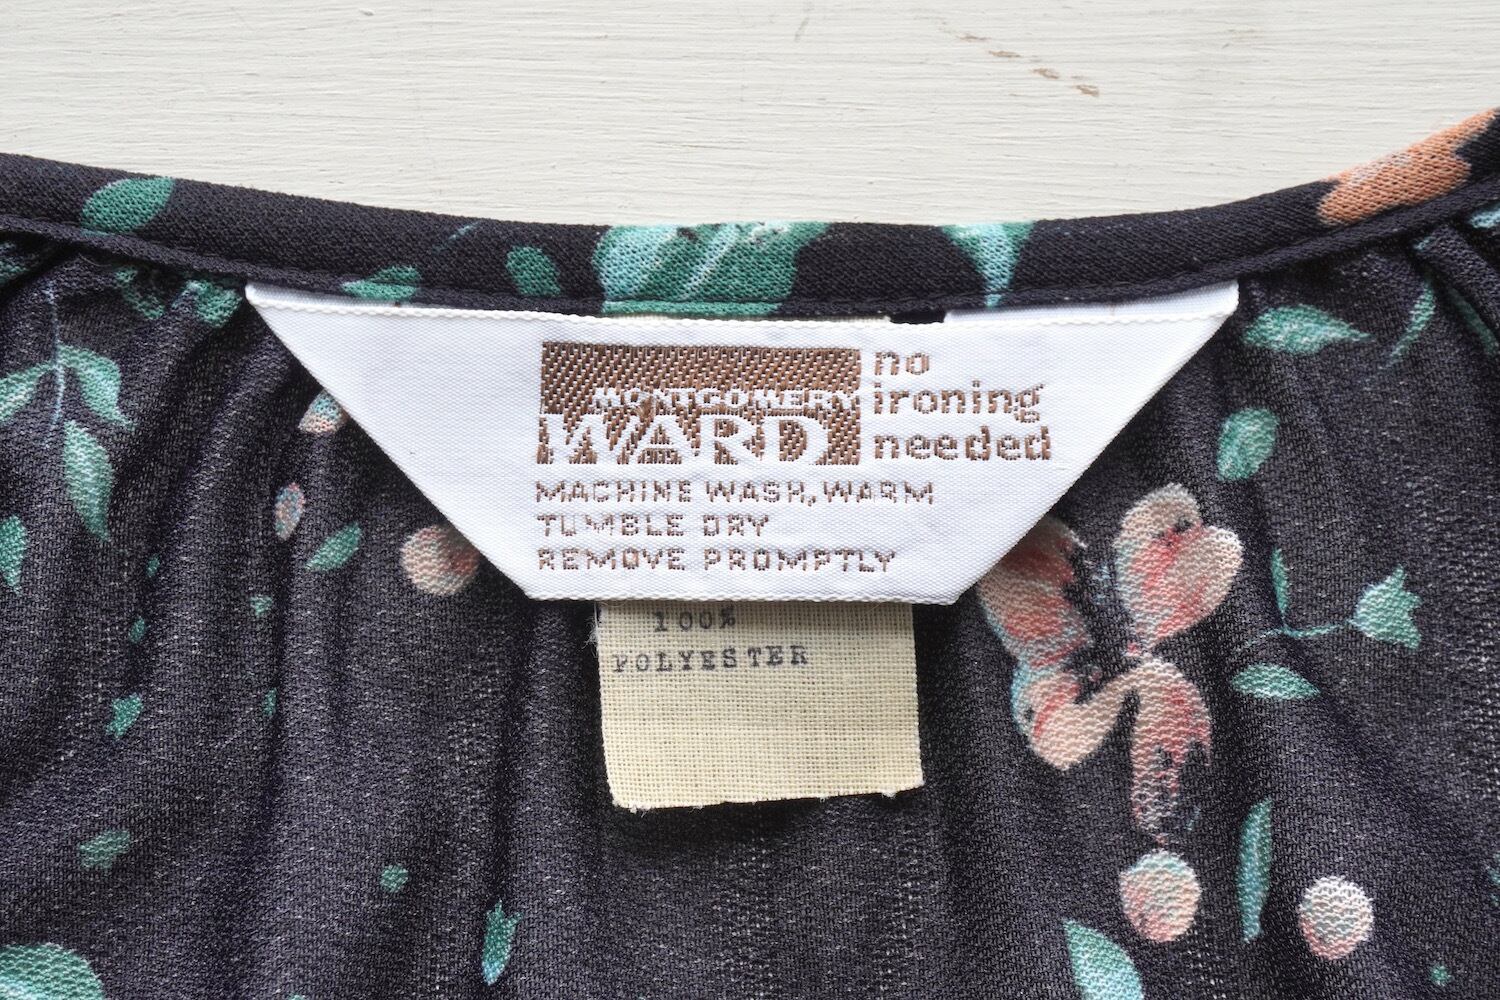 MONTGOMERY
WARD
no
ironing
needed
MACHINE WASH, WARM
TUMBLE DRY
REMOVE PROMPTLY
100%
POLYESTER